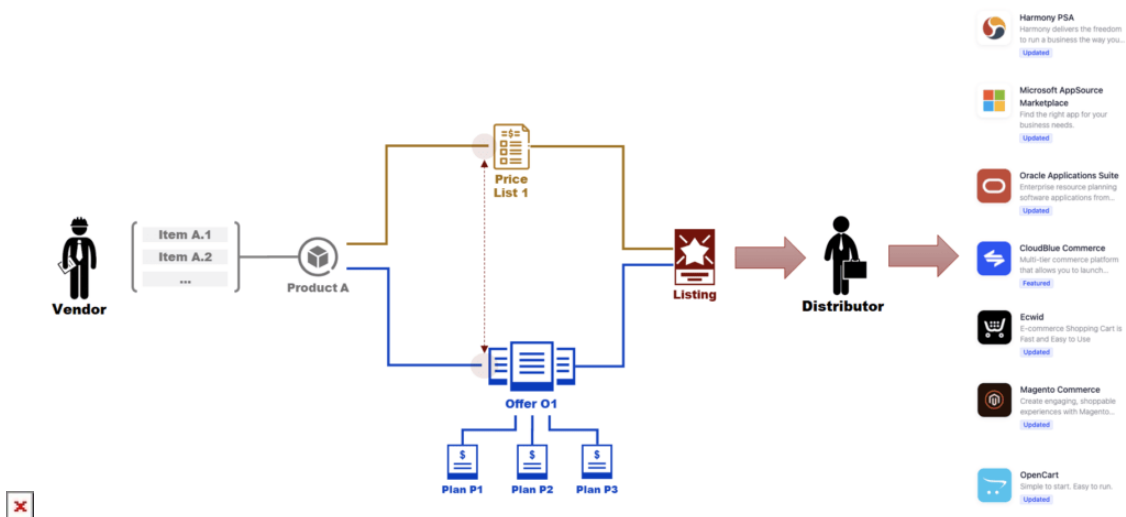 Harmony PSA
Harmony delivers the freedom
to run a business the way you...
Updated
Microsoft AppSource
Marketplace
Find the right app for your
business needs.
Updated
=$=
Price
List 1
Oracle Applications Suite
Enterprise resource planning
software applications from...
Updated
Item A.1
Item A.2
...
Product A
Vendor
Listing
Distributor
CloudBlue Commerce
Multi-tier commerce platform
that allows you to launch...
Featured
Ecwid
E-commerce Shopping Cart is
Fast and Easy to Use
Updated
Offer O1
Magento Commerce
Create engaging, shoppable
experiences with Magento...
Updated
$
$
$
Plan P1
Plan P2
Plan P3
OpenCart
Simple to start. Easy to run.
Updated